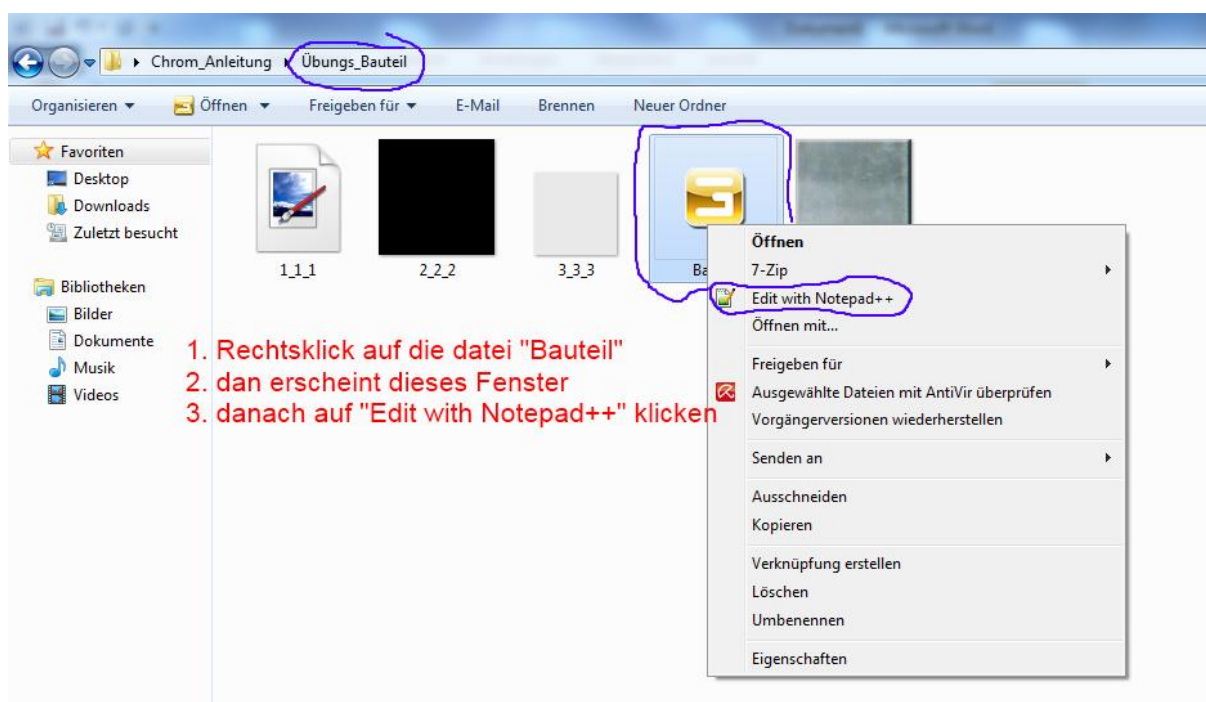 Chrom_Anleitung
Übungs_Bauteil
Organisieren
Öffnen
Freigeben für
E-Mail
Brennen
Neuer Ordner
Favoriten
Desktop
Downloads
Zuletzt besucht
Bibliotheken
Bilder
Dokumente
Musik
Videos
1_1_1
2_2_2
3_3_3
1. Rechtsklick auf die datei "Bauteil"
2. dan erscheint dieses Fenster
3. danach auf "Edit with Notepad++" klicken
Öffnen
7-Zip
Edit with Notepad++
Öffnen mit...
Freigeben für
Ausgewählte Dateien mit AntiVir überprüfen
Vorgängerversionen wiederherstellen
Senden an
Ausschneiden
Kopieren
Verknüpfung erstellen
Löschen
Umbenennen
Eigenschaften